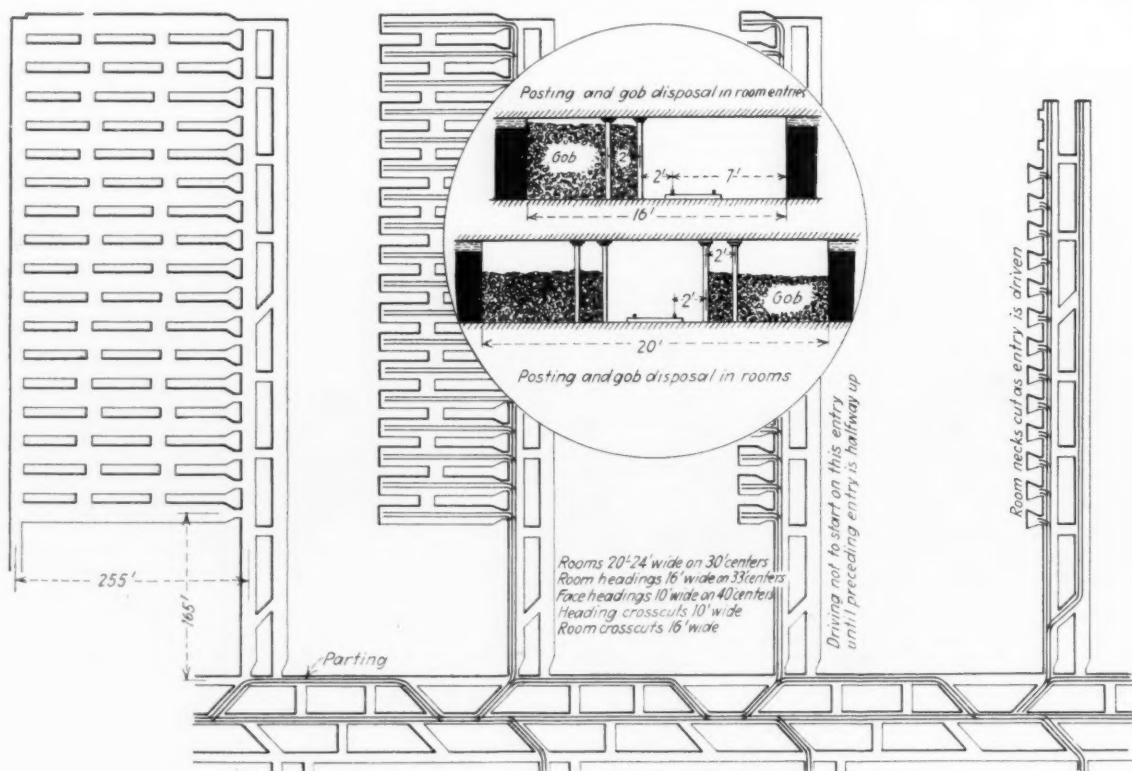 Posting and gob disposal in room entries
Gob
2'
2'
7'
16'
2'
2'
Gob
20'
Posting and gob disposal in rooms
Room necks cut as entry is driven
Driving not to start on this entry
until preceding entry is halfway up
255'
165'
Rooms 20'-24' wide on 30' centers
Room headings 16' wide on 33' centers
Face headings 10' wide on 40' centers
Heading crosscuts 10' wide
Room crosscuts 16' wide
Parting